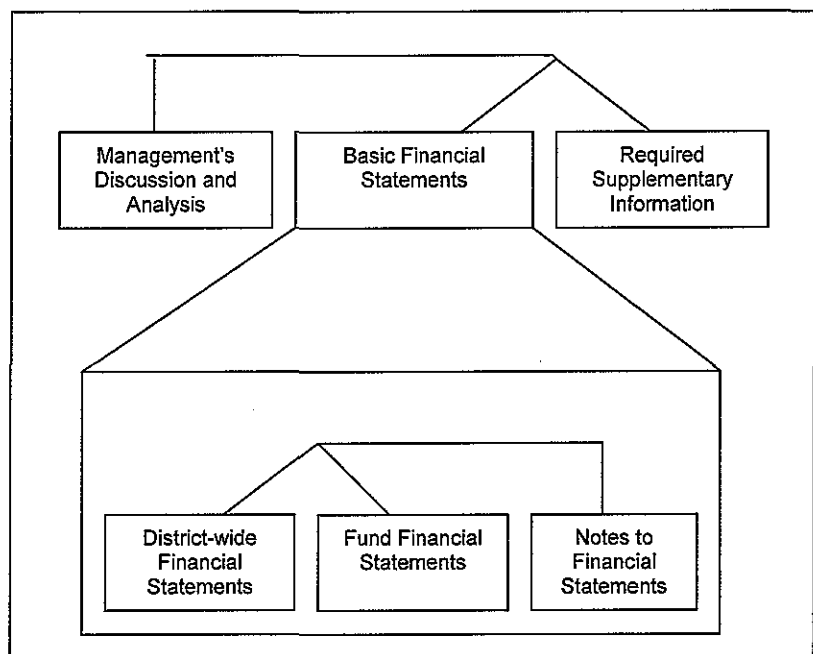 Management's
Discussion and
Analysis
Basic Financial
Statements
Required
Supplementary
Information
District-wide
Financial
Statements
Fund Financial
Statements
Notes to
Financial
Statements